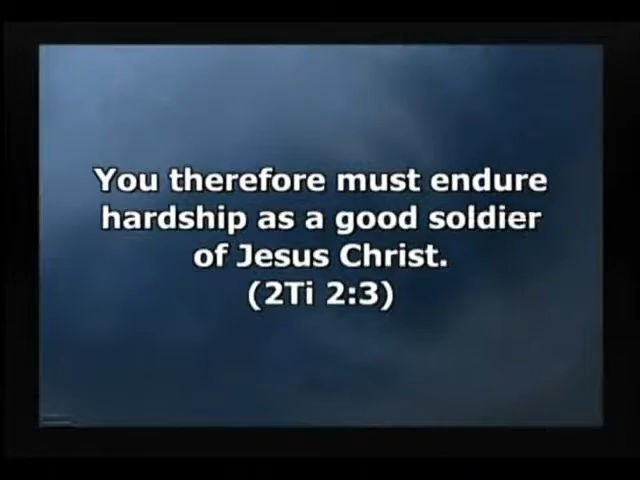 You therefore must endure
hardship as a good soldier
of Jesus Christ.
(2Ti 2:3)